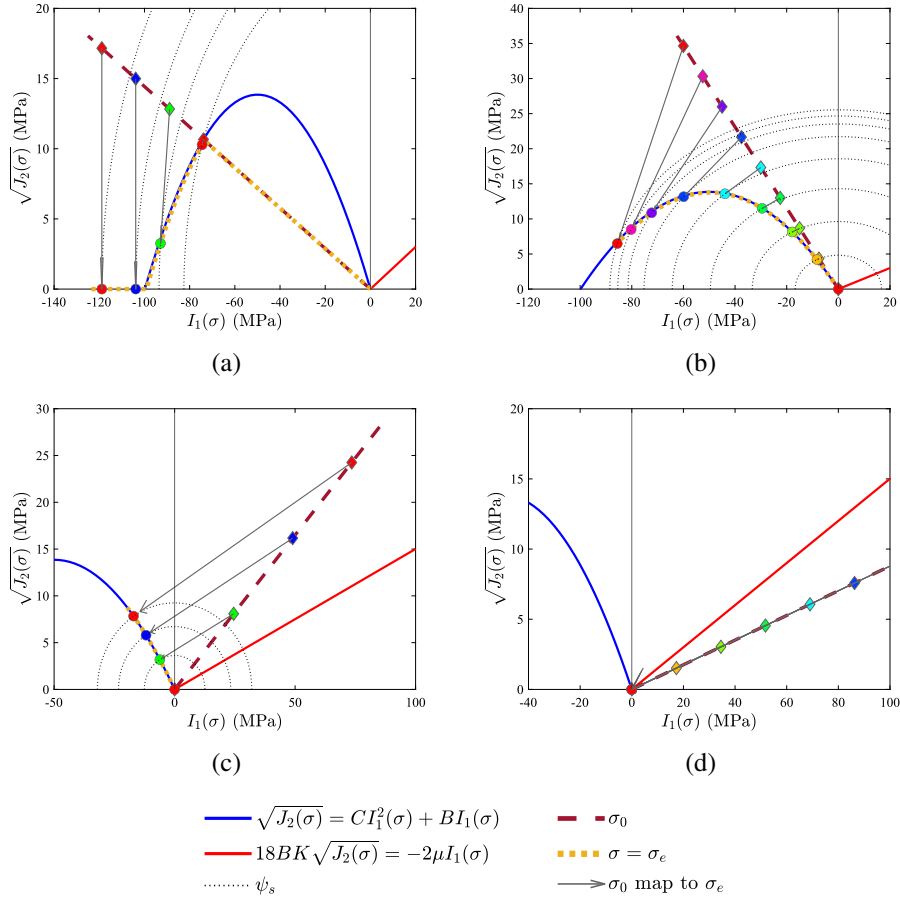 20
15
10
5
0
√J₂(σ) (MPa)
-140 -120 -100 -80 -60 -40 -20 0 20
I₁(σ) (MPa)
(a)
40
35
30
25
20
15
10
5
0
√J₂(σ) (MPa)
-120 -100 -80 -60 -40 -20 0 20
I₁(σ) (MPa)
(b)
30
25
20
15
10
5
0
√J₂(σ) (MPa)
-50 0 50 100
I₁(σ) (MPa)
(c)
20
15
10
5
0
√J₂(σ) (MPa)
-40 -20 0 20 40 60 80 100
I₁(σ) (MPa)
(d)
√J₂(σ) = CI₁²(σ) + BI₁(σ)
18BK√J₂(σ) = −2μI₁(σ)
ψₛ
σ₀
σ = σₑ
σ₀ map to σₑ